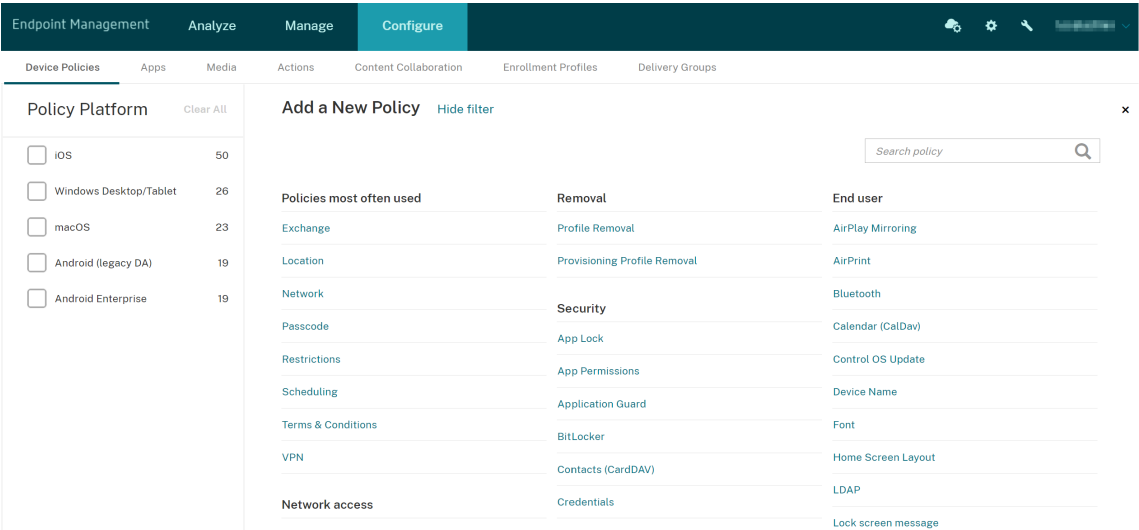 Endpoint Management Analyze Manage Configure
Device Policies Apps Media Actions Content Collaboration Enrollment Profiles Delivery Groups
Policy Platform Clear All
iOS 50
Windows Desktop/Tablet 26
macOS 23
Android (legacy DA) 19
Android Enterprise 19
Add a New Policy Hide filter
Search policy
Policies most often used
Exchange
Location
Network
Passcode
Restrictions
Scheduling
Terms & Conditions
VPN
Network access
Removal
Profile Removal
Provisioning Profile Removal
Security
App Lock
App Permissions
Application Guard
BitLocker
Contacts (CardDAV)
Credentials
End user
AirPlay Mirroring
AirPrint
Bluetooth
Calendar (CalDav)
Control OS Update
Device Name
Font
Home Screen Layout
LDAP
Lock screen message